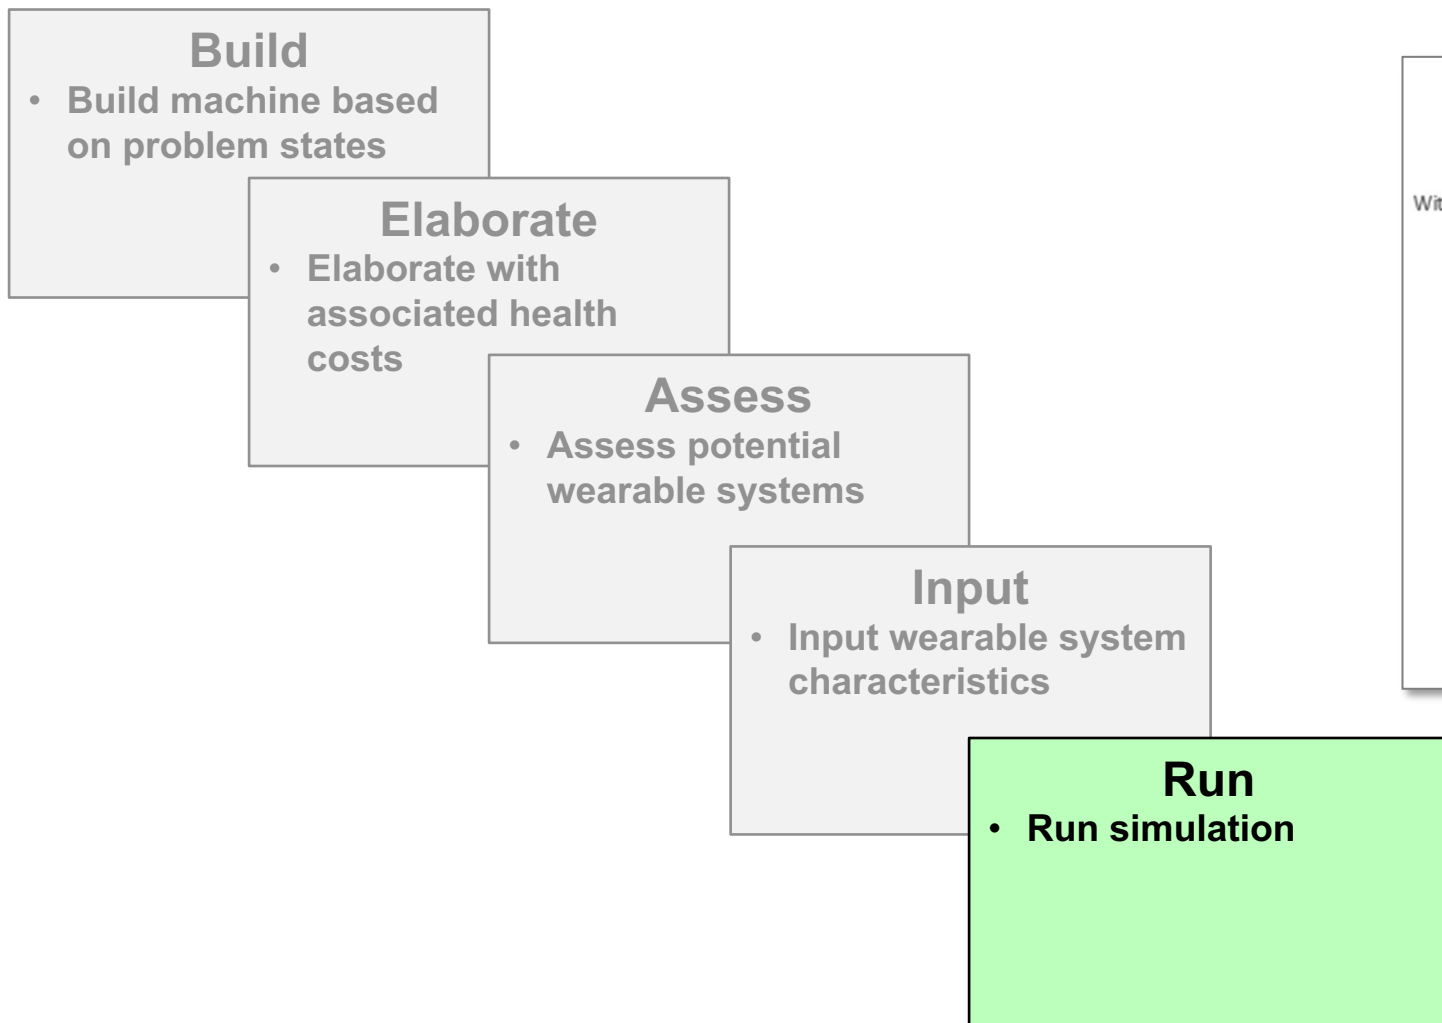 Build
• Build machine based
on problem states
Elaborate
• Elaborate with
associated health
costs
Assess
• Assess potential
wearable systems
Input
• Input wearable system
characteristics
Run
• Run simulation